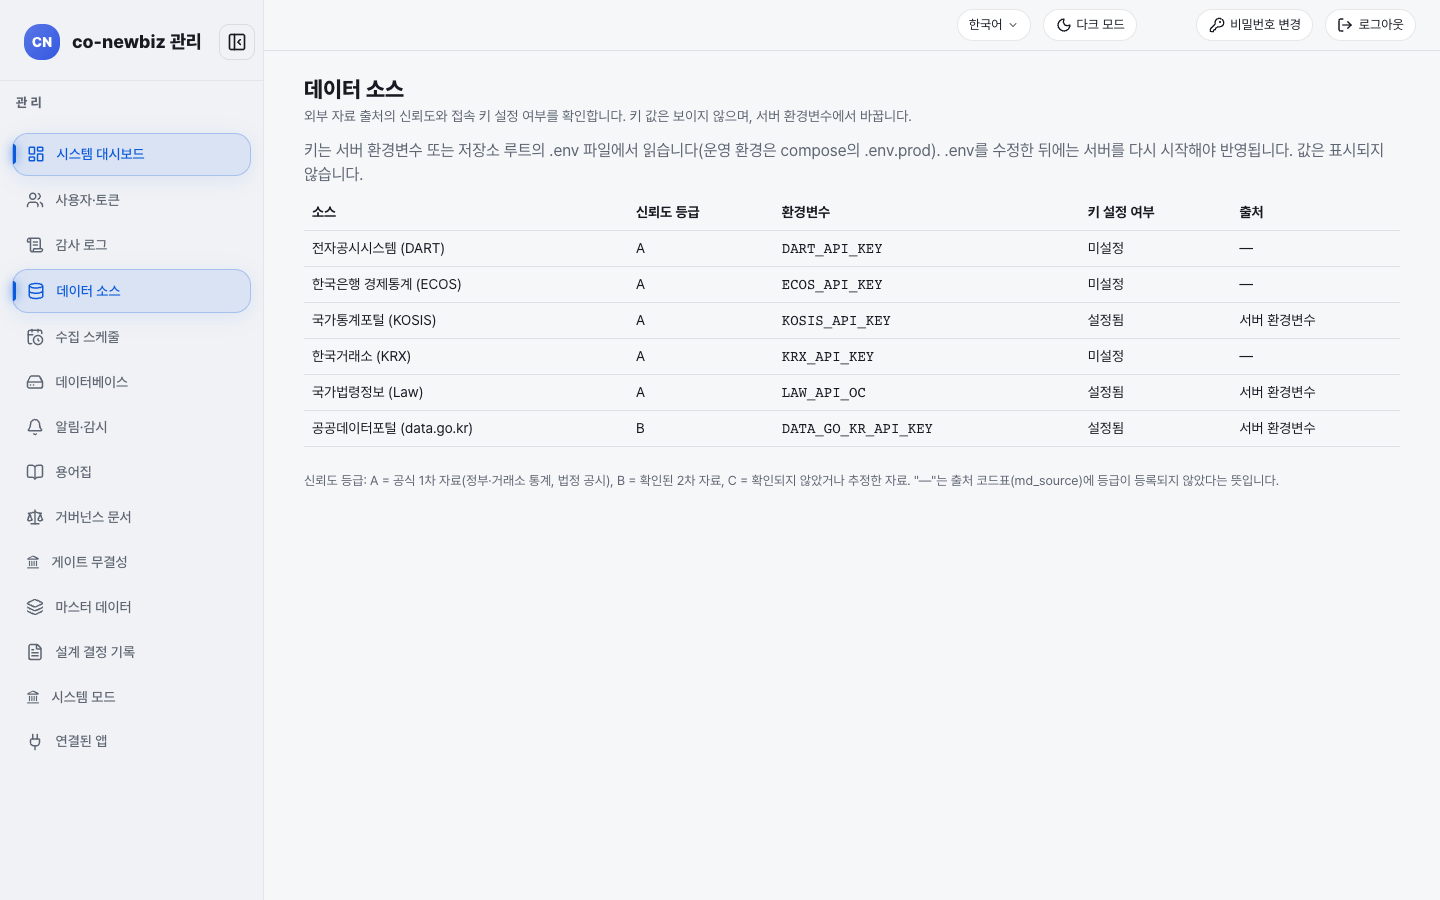 CN co-newbiz 관리
한국어
다크 모드
비밀번호 변경
로그아웃
관리
시스템 대시보드
사용자·토큰
감사 로그
데이터 소스
수집 스케줄
데이터베이스
알림·감시
용어집
거버넌스 문서
게이트 무결성
마스터 데이터
설계 결정 기록
시스템 모드
연결된 앱
데이터 소스
외부 자료 출처의 신뢰도와 접속 키 설정 여부를 확인합니다. 키 값은 보이지 않으며, 서버 환경변수에서 바꿉니다.
키는 서버 환경변수 또는 저장소 루트의 .env 파일에서 읽습니다(운영 환경은 compose의 .env.prod). .env를 수정한 뒤에는 서버를 다시 시작해야 반영됩니다. 값은 표시되지
않습니다.
소스 신뢰도 등급 환경변수 키 설정 여부 출처
전자공시시스템 (DART) A DART_API_KEY 미설정 —
한국은행 경제통계 (ECOS) A ECOS_API_KEY 미설정 —
국가통계포털 (KOSIS) A KOSIS_API_KEY 설정됨 서버 환경변수
한국거래소 (KRX) A KRX_API_KEY 미설정 —
국가법령정보 (Law) A LAW_API_OC 설정됨 서버 환경변수
공공데이터포털 (data.go.kr) B DATA_GO_KR_API_KEY 설정됨 서버 환경변수
신뢰도 등급: A = 공식 1차 자료(정부·거래소 통계, 법정 공시), B = 확인된 2차 자료, C = 확인되지 않았거나 추정한 자료. "—"는 출처 코드표(md_source)에 등급이 등록되지 않았다는 뜻입니다.